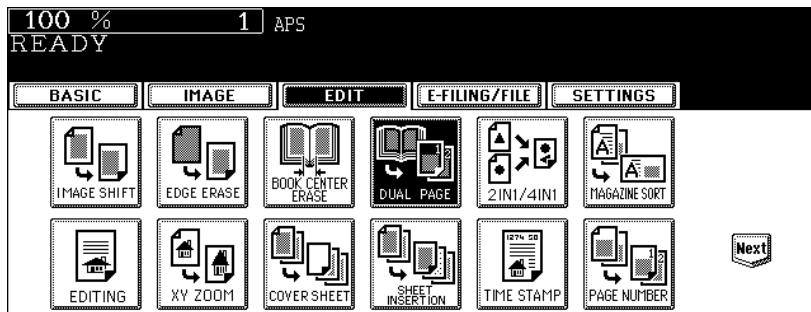 100 % 1 APS
READY
BASIC IMAGE EDIT E-FILING/FILE SETTINGS
IMAGE SHIFT EDGE ERASE BOOK CENTER ERASE DUAL PAGE 2IN1/4IN1 MAGAZINE SORT
Next
EDITING XY ZOOM COVER SHEET SHEET INSERTION TIME STAMP PAGE NUMBER